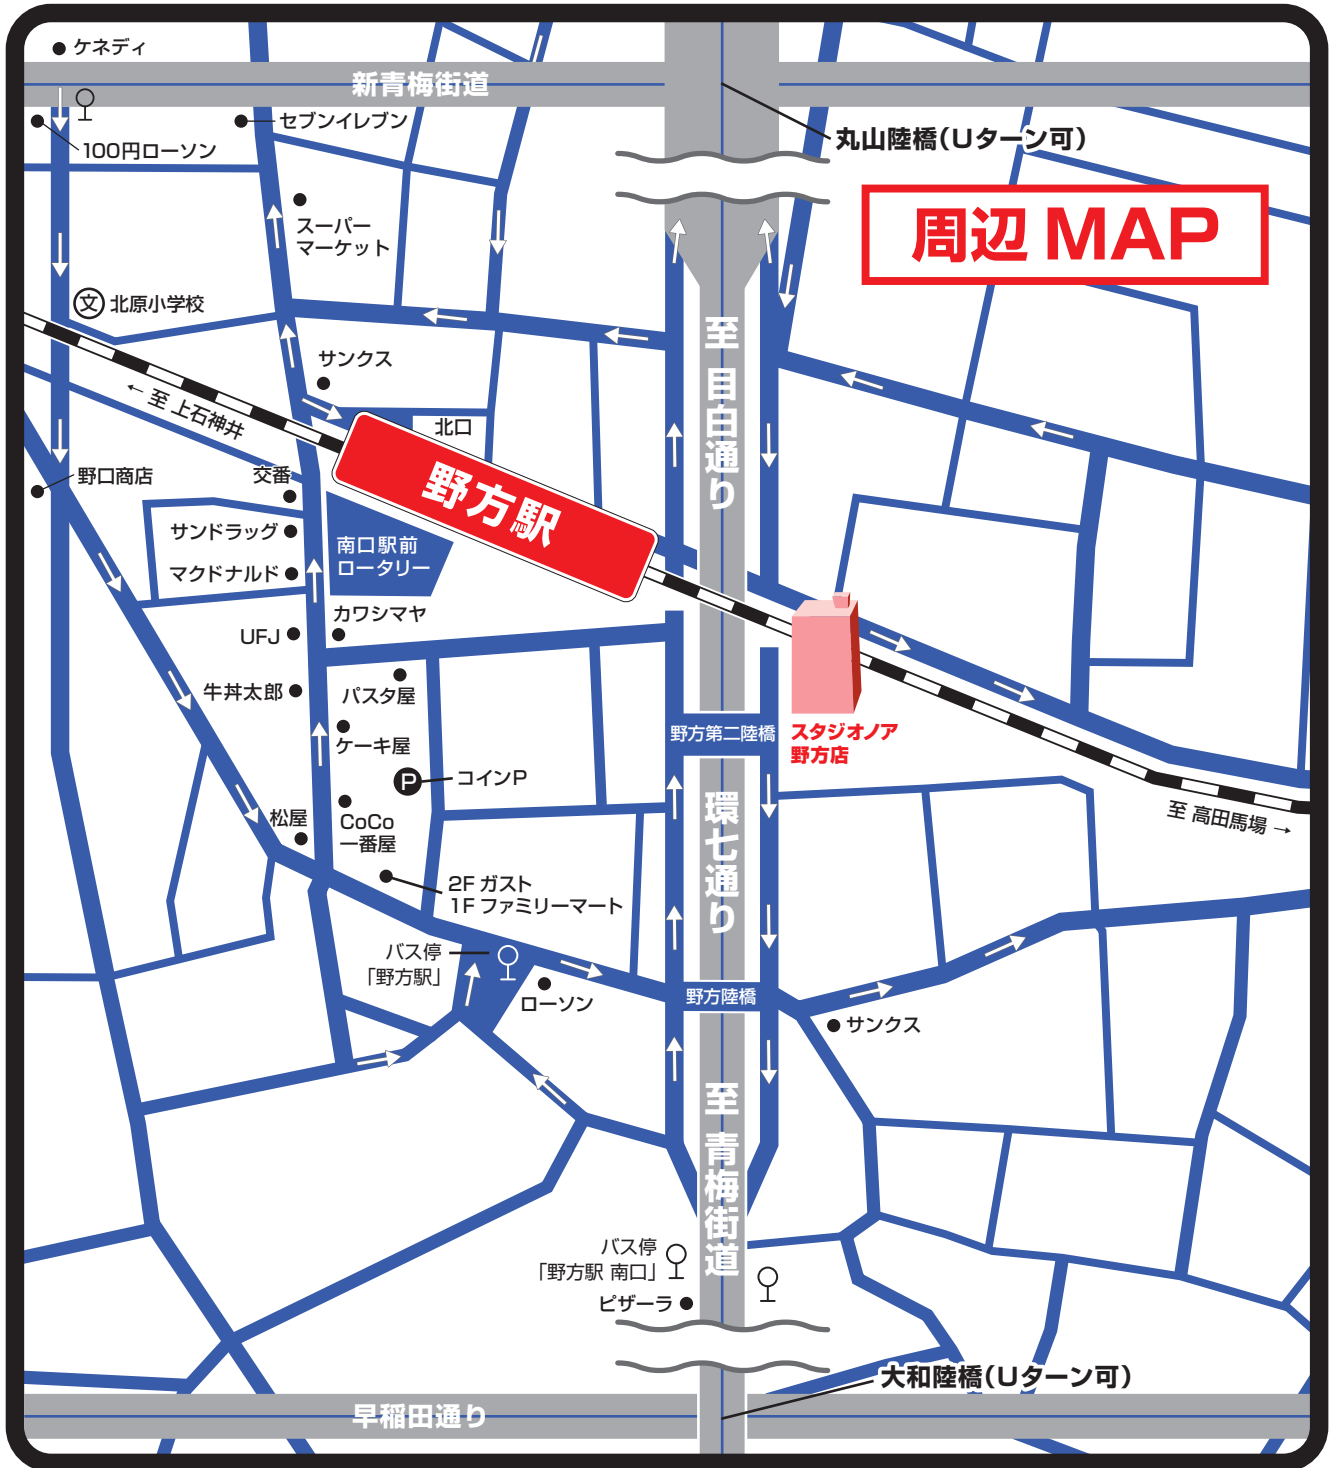 ケネディ
新青梅街道
セブンイレブン
100円ローソン
丸山陸橋(Uターン可)
周辺 MAP
スーパー
マーケット
文 北原小学校
サンクス
← 至 上石神井
北口
至 目白通り
野方駅
野口商店
交番
サンドラッグ
マクドナルド
南口駅前
ロータリー
カワシマヤ
UFJ
牛丼太郎
パスタ屋
ケーキ屋
P コインP
野方第二陸橋
スタジオノア
野方店
至 高田馬場 →
環七通り
松屋
CoCo
一番屋
2F ガスト
1F ファミリーマート
バス停
「野方駅」
ローソン
野方陸橋
サンクス
至 青梅街道
バス停
「野方駅 南口」
ピザーラ
大和陸橋(Uターン可)
早稲田通り